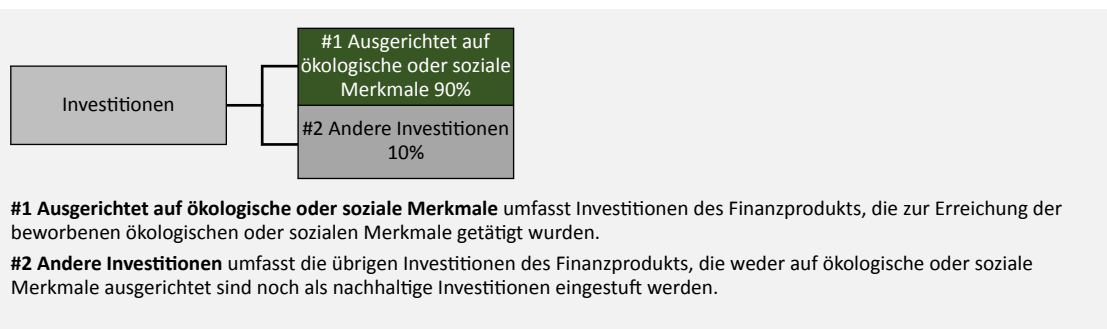 #1 Ausgerichtet auf
ökologische oder soziale
Merkmale 90%
Investitionen
#2 Andere Investitionen
10%
#1 Ausgerichtet auf ökologische oder soziale Merkmale umfasst Investitionen des Finanzprodukts, die zur Erreichung der
beworbenen ökologischen oder sozialen Merkmale getätigt wurden.
#2 Andere Investitionen umfasst die übrigen Investitionen des Finanzprodukts, die weder auf ökologische oder soziale
Merkmale ausgerichtet sind noch als nachhaltige Investitionen eingestuft werden.